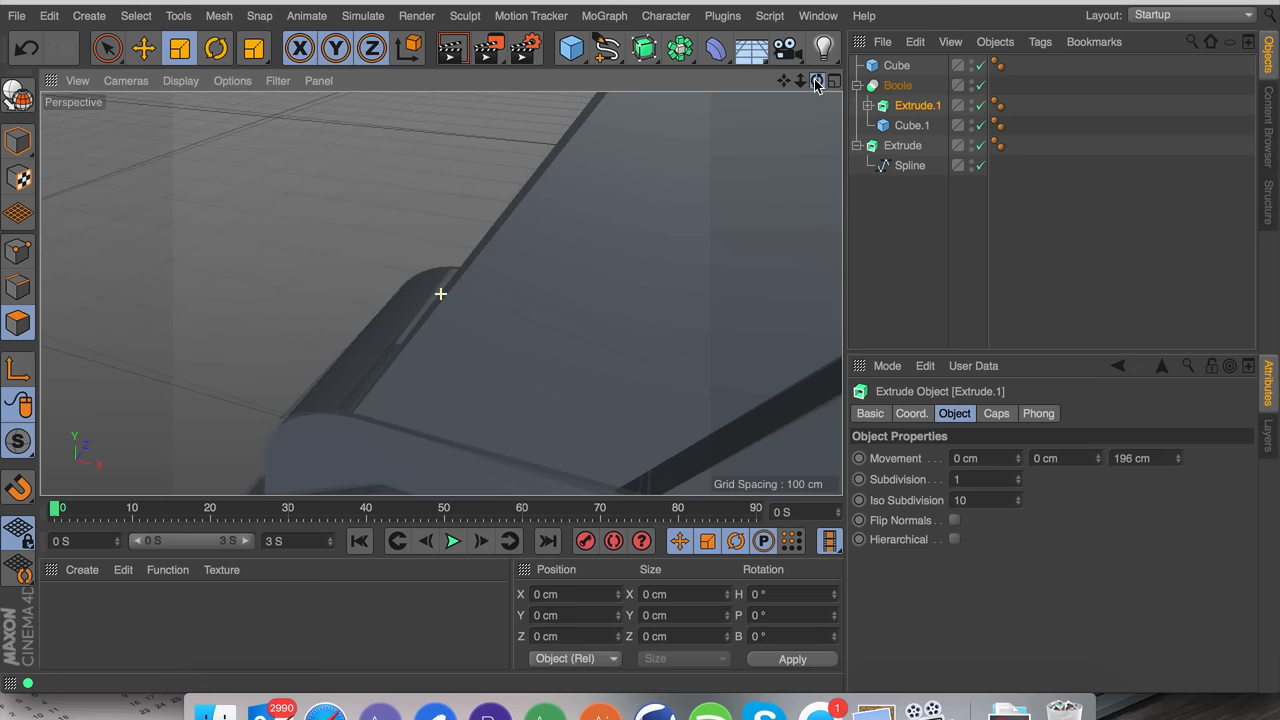 File Edit Create Select Tools Mesh Snap Animate Simulate Render Sculpt Motion Tracker MoGraph Character Plugins Script Window Help Layout: Startup
File Edit View Objects Tags Bookmarks
View Cameras Display Options Filter Panel
Perspective
Cube
Boole
Extrude.1
Cube.1
Extrude
Spline
Objects
Content Browser
Structure
Mode Edit User Data
Extrude Object [Extrude.1]
Basic Coord. Object Caps Phong
Object Properties
Movement . . . 0 cm 0 cm 196 cm
Subdivision . . 1
Iso Subdivision 10
Flip Normals .
Hierarchical . .
Attributes
Layers
Y
Z
X
Grid Spacing : 100 cm
0 10 20 30 40 50 60 70 80 90 0 S
0 S 0 S 3 S 3 S
Create Edit Function Texture
Position Size Rotation
X 0 cm X 0 cm H 0 °
Y 0 cm Y 0 cm P 0 °
Z 0 cm Z 0 cm B 0 °
Object (Rel) Size Apply
MAXON
CINEMA 4D
2990
1